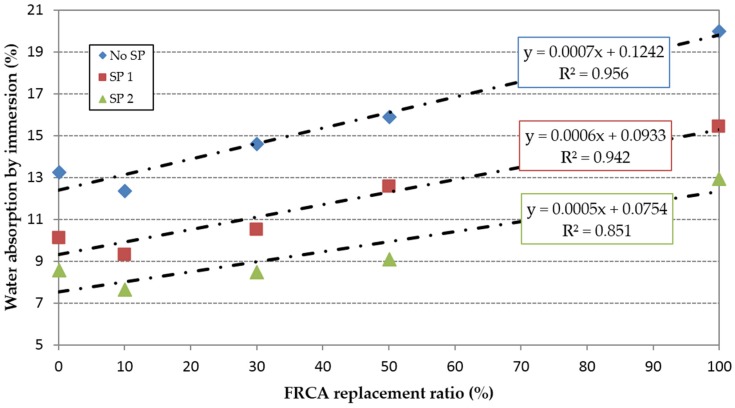 Water absorption by immersion (%)
21
19
17
15
13
11
9
7
5
No SP
SP 1
SP 2
y = 0.0007x + 0.1242
R² = 0.956
y = 0.0006x + 0.0933
R² = 0.942
y = 0.0005x + 0.0754
R² = 0.851
0 10 20 30 40 50 60 70 80 90 100
FRCA replacement ratio (%)